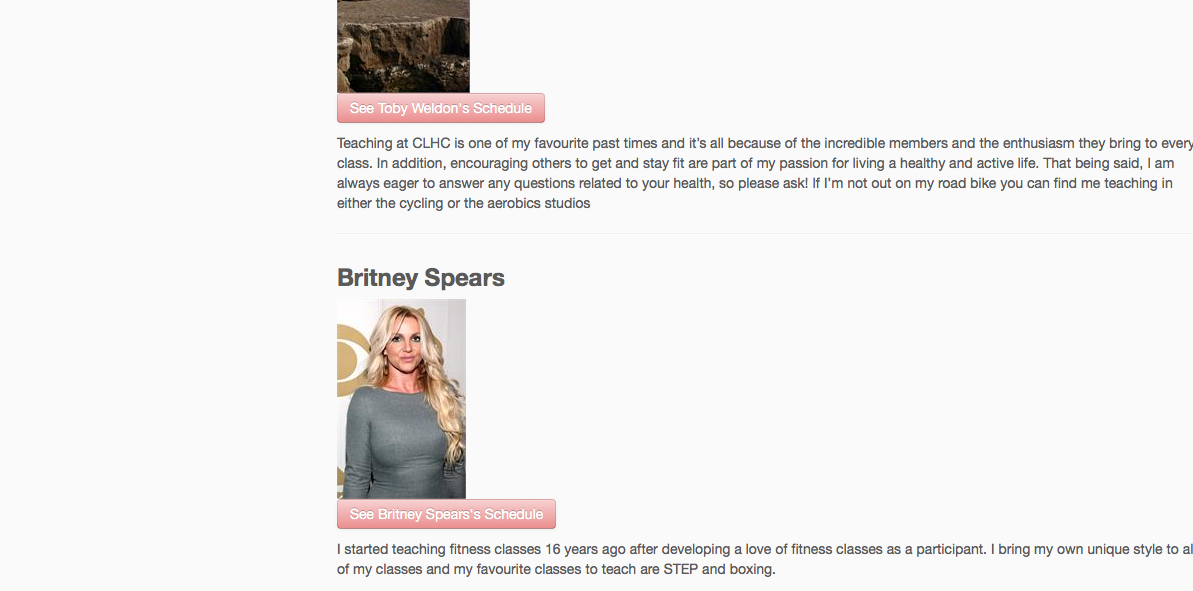 See Toby Weldon's Schedule
Teaching at CLHC is one of my favourite past times and it's all because of the incredible members and the enthusiasm they bring to every
class. In addition, encouraging others to get and stay fit are part of my passion for living a healthy and active life. That being said, I am
always eager to answer any questions related to your health, so please ask! If I'm not out on my road bike you can find me teaching in
either the cycling or the aerobics studios
Britney Spears
See Britney Spears's Schedule
I started teaching fitness classes 16 years ago after developing a love of fitness classes as a participant. I bring my own unique style to al
of my classes and my favourite classes to teach are STEP and boxing.